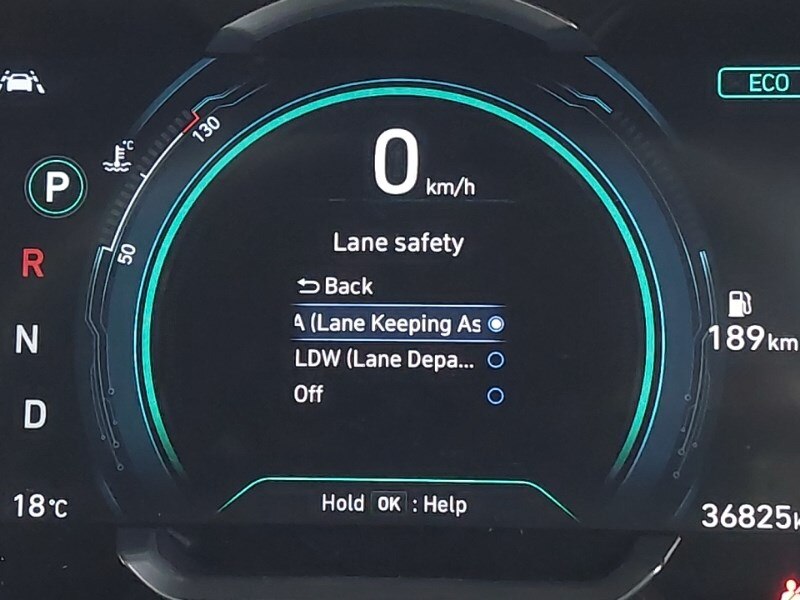 ECO
130
°C
50
P
R
N
D
0 km/h
Lane safety
Back
A (Lane Keeping As
LDW (Lane Depa...
Off
189km
18°C
Hold OK : Help
36825k